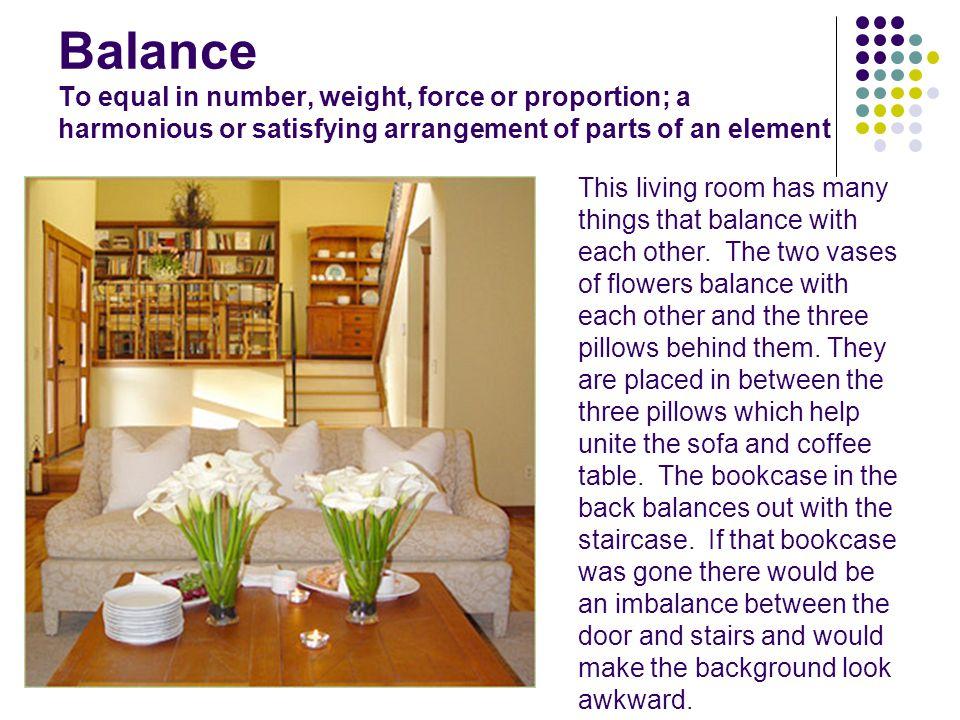 Balance
To equal in number, weight, force or proportion; a
harmonious or satisfying arrangement of parts of an element
This living room has many
things that balance with
each other.  The two vases
of flowers balance with
each other and the three
pillows behind them. They
are placed in between the
three pillows which help
unite the sofa and coffee
table.  The bookcase in the
back balances out with the
staircase.  If that bookcase
was gone there would be
an imbalance between the
door and stairs and would
make the background look
awkward.